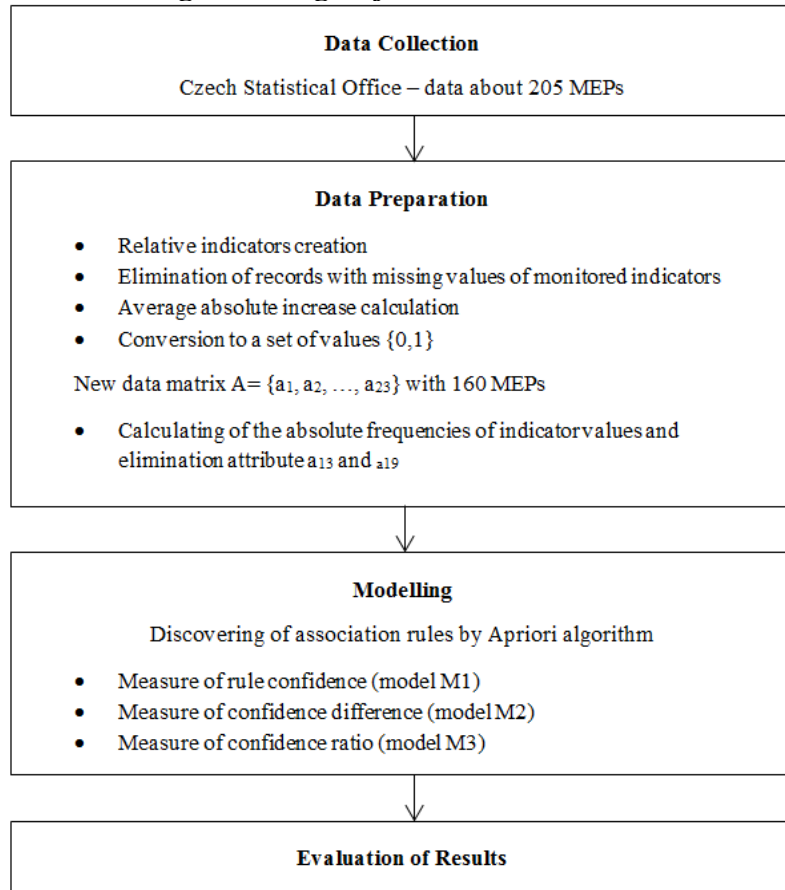 Data Collection
Czech Statistical Office – data about 205 MEPs
Data Preparation
• Relative indicators creation
• Elimination of records with missing values of monitored indicators
• Average absolute increase calculation
• Conversion to a set of values {0,1}
New data matrix A= {a1, a2, …, a23} with 160 MEPs
• Calculating of the absolute frequencies of indicator values and
elimination attribute a13 and a19
Modelling
Discovering of association rules by Apriori algorithm
• Measure of rule confidence (model M1)
• Measure of confidence difference (model M2)
• Measure of confidence ratio (model M3)
Evaluation of Results